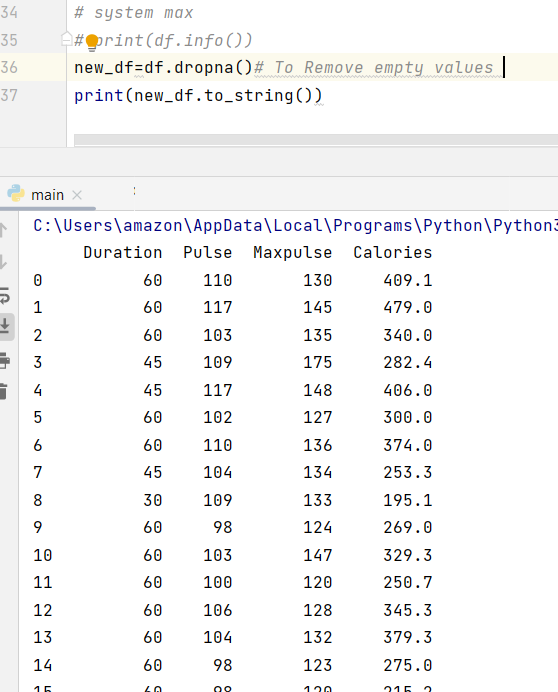 34 # system max
35 # print(df.info())
36 new_df=df.dropna()# To Remove empty values
37 print(new_df.to_string())
main
C:\Users\amazon\AppData\Local\Programs\Python\Python3
Duration Pulse Maxpulse Calories
0 60 110 130 409.1
1 60 117 145 479.0
2 60 103 135 340.0
3 45 109 175 282.4
4 45 117 148 406.0
5 60 102 127 300.0
6 60 110 136 374.0
7 45 104 134 253.3
8 30 109 133 195.1
9 60 98 124 269.0
10 60 103 147 329.3
11 60 100 120 250.7
12 60 106 128 345.3
13 60 104 132 379.3
14 60 98 123 275.0
15 60 98 120 215.2